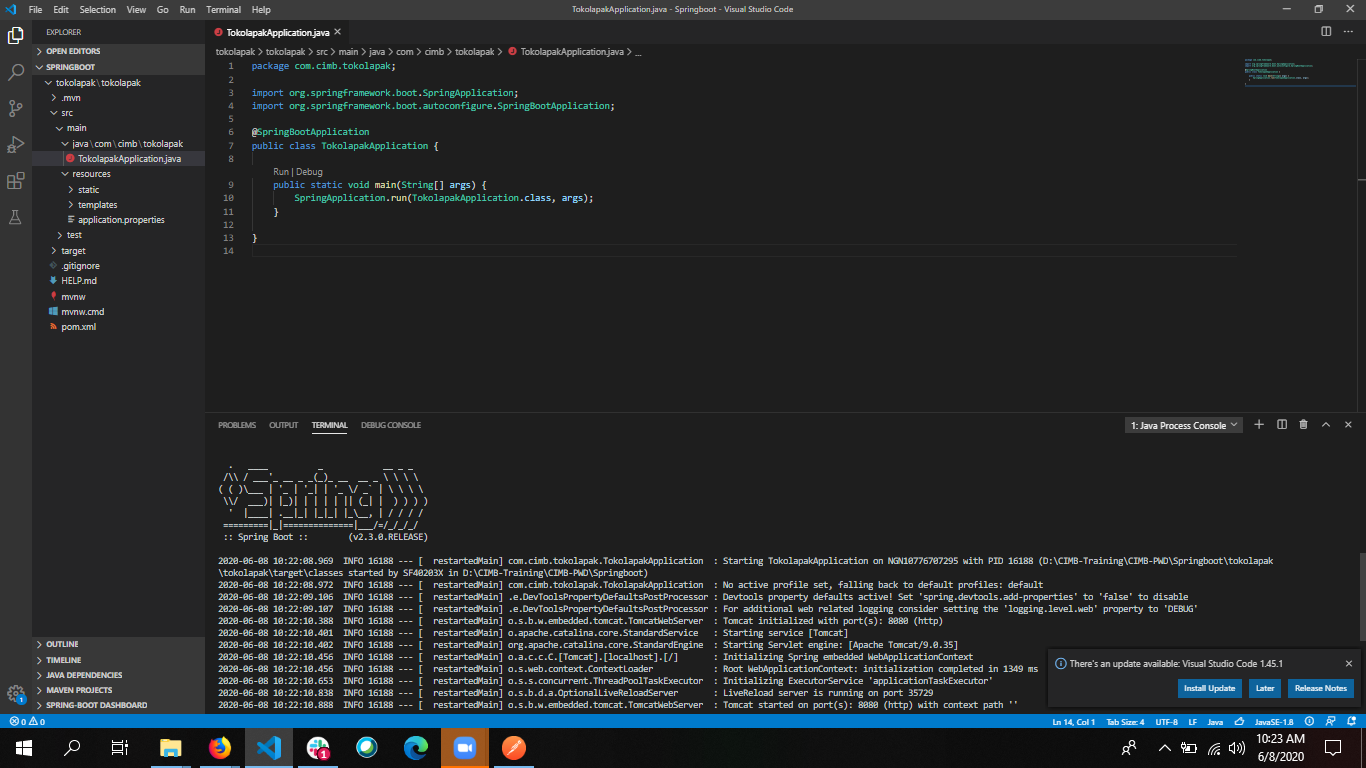 File Edit Selection View Go Run Terminal Help
TokolapakApplication.java - Springboot - Visual Studio Code
EXPLORER
OPEN EDITORS
SPRINGBOOT
tokolapak \ tokolapak
.mvn
src
main
java \ com \ cimb \ tokolapak
TokolapakApplication.java
resources
static
templates
application.properties
test
target
.gitignore
HELP.md
mvnw
mvnw.cmd
pom.xml
OUTLINE
TIMELINE
JAVA DEPENDENCIES
MAVEN PROJECTS
SPRING-BOOT DASHBOARD
TokolapakApplication.java
tokolapak > tokolapak > src > main > java > com > cimb > tokolapak > TokolapakApplication.java > ...
1 package com.cimb.tokolapak;
2
3 import org.springframework.boot.SpringApplication;
4 import org.springframework.boot.autoconfigure.SpringBootApplication;
5
6 @SpringBootApplication
7 public class TokolapakApplication {
8
Run | Debug
9 public static void main(String[] args) {
10 SpringApplication.run(TokolapakApplication.class, args);
11 }
12
13 }
14
PROBLEMS OUTPUT TERMINAL DEBUG CONSOLE
1: Java Process Console
Spring
:: Spring Boot :: (v2.3.0.RELEASE)
2020-06-08 10:22:08.969 INFO 16188 --- [ restartedMain] com.cimb.tokolapak.TokolapakApplication : Starting TokolapakApplication on NGN10776707295 with PID 16188 (D:\CIMB-Training\CIMB-PWD\Springboot\tokolapak
\tokolapak\target\classes started by SF40203X in D:\CIMB-Training\CIMB-PWD\Springboot)
2020-06-08 10:22:08.972 INFO 16188 --- [ restartedMain] com.cimb.tokolapak.TokolapakApplication : No active profile set, falling back to default profiles: default
2020-06-08 10:22:09.106 INFO 16188 --- [ restartedMain] .e.DevToolsPropertyDefaultsPostProcessor : Devtools property defaults active! Set 'spring.devtools.add-properties' to 'false' to disable
2020-06-08 10:22:09.107 INFO 16188 --- [ restartedMain] .e.DevToolsPropertyDefaultsPostProcessor : For additional web related logging consider setting the 'logging.level.web' property to 'DEBUG'
2020-06-08 10:22:10.388 INFO 16188 --- [ restartedMain] o.s.b.w.embedded.tomcat.TomcatWebServer : Tomcat initialized with port(s): 8080 (http)
2020-06-08 10:22:10.401 INFO 16188 --- [ restartedMain] o.apache.catalina.core.StandardService : Starting service [Tomcat]
2020-06-08 10:22:10.402 INFO 16188 --- [ restartedMain] org.apache.catalina.core.StandardEngine : Starting Servlet engine: [Apache Tomcat/9.0.35]
2020-06-08 10:22:10.456 INFO 16188 --- [ restartedMain] o.a.c.c.C.[Tomcat].[localhost].[/] : Initializing Spring embedded WebApplicationContext
2020-06-08 10:22:10.456 INFO 16188 --- [ restartedMain] o.s.web.context.ContextLoader : Root WebApplicationContext: initialization completed in 1349 ms
2020-06-08 10:22:10.653 INFO 16188 --- [ restartedMain] o.s.s.concurrent.ThreadPoolTaskExecutor : Initializing ExecutorService 'applicationTaskExecutor'
2020-06-08 10:22:10.838 INFO 16188 --- [ restartedMain] o.s.b.d.a.OptionalLiveReloadServer : LiveReload server is running on port 35729
2020-06-08 10:22:10.888 INFO 16188 --- [ restartedMain] o.s.b.w.embedded.tomcat.TomcatWebServer : Tomcat started on port(s): 8080 (http) with context path ''
There's an update available: Visual Studio Code 1.45.1
Install Update Later Release Notes
1
0 0
Ln 14, Col 1 Tab Size: 4 UTF-8 LF Java JavaSE-1.8
1
10:23 AM
6/8/2020